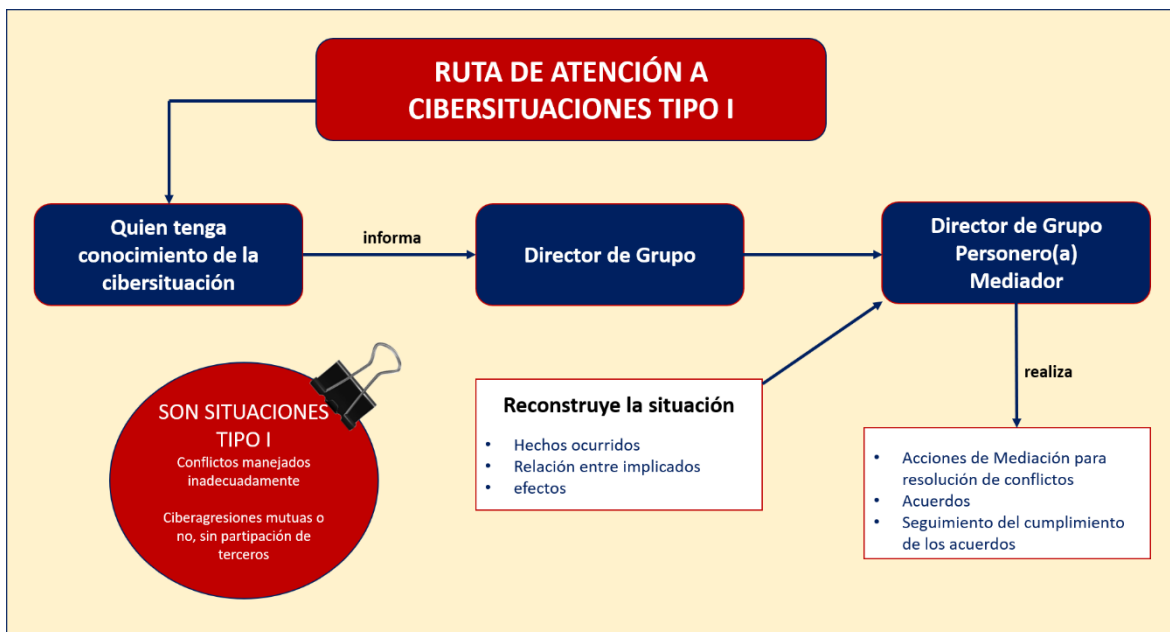 RUTA DE ATENCIÓN A
CIBERSITUACIONES TIPO I
Quien tenga
conocimiento de la
cibersituación
informa
Director de Grupo
Director de Grupo
Personero(a)
Mediador
realiza
SON SITUACIONES
TIPO I
Conflictos manejados
inadecuadamente
Ciberagresiones mutuas o
no, sin partipación de
terceros
Reconstruye la situación
• Hechos ocurridos
• Relación entre implicados
• efectos
• Acciones de Mediación para
resolución de conflictos
• Acuerdos
• Seguimiento del cumplimiento
de los acuerdos